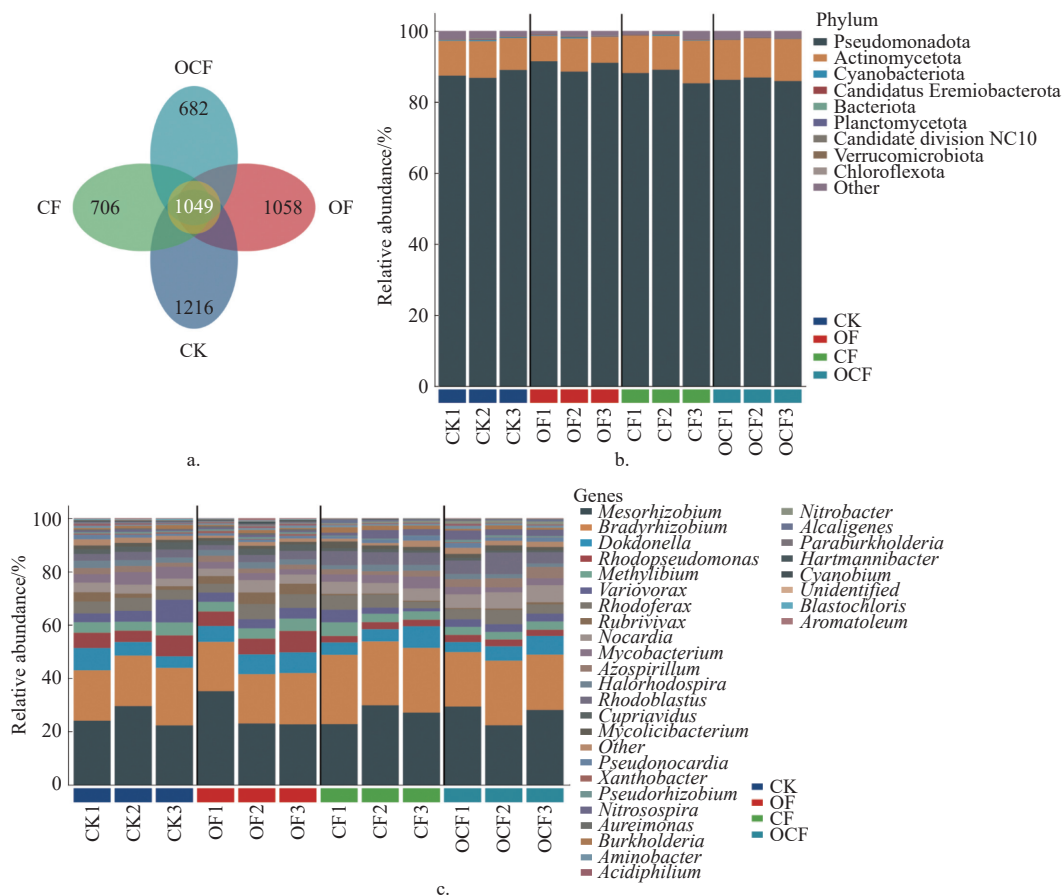 OCF
682
CF
706
1049
1058
OF
1216
CK
a.
Relative abundance/%
100
80
60
40
20
0
CK1
CK2
CK3
OF1
OF2
OF3
CF1
CF2
CF3
OCF1
OCF2
OCF3
Phylum
Pseudomonadota
Actinomycetota
Cyanobacteriota
Candidatus Eremiobacterota
Bacteriota
Planctomycetota
Candidate division NC10
Verrucomicrobiota
Chloroflexota
Other
CK
OF
CF
OCF
b.
Relative abundance/%
100
80
60
40
20
0
CK1
CK2
CK3
OF1
OF2
OF3
CF1
CF2
CF3
OCF1
OCF2
OCF3
Genes
Mesorhizobium
Bradyrhizobium
Dokdonella
Rhodopseudomonas
Methylibium
Variovorax
Rhodoferax
Rubrivivax
Nocardia
Mycobacterium
Azospirillum
Halorhodospira
Rhodoblastus
Cupriavidus
Mycolicibacterium
Other
Pseudonocardia
Xanthobacter
Pseudorhizobium
Nitrosospira
Aureimonas
Burkholderia
Aminobacter
Acidiphilium
Nitrobacter
Alcaligenes
Paraburkholderia
Hartmannibacter
Cyanobium
Unidentified
Blastochloris
Aromatoleum
CK
OF
CF
OCF
c.